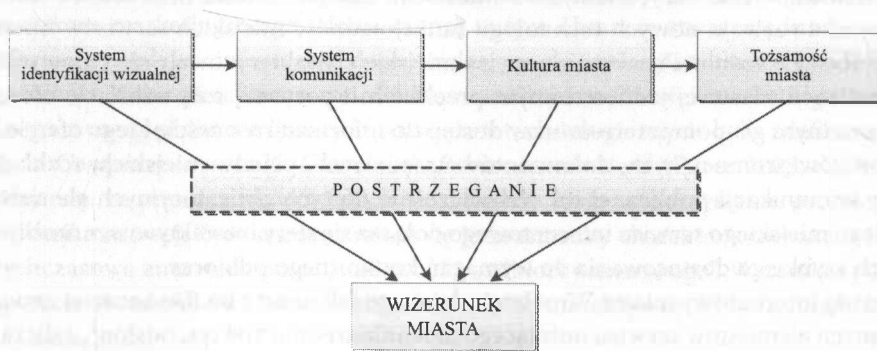 System
identyfikacji wizualnej
System
komunikacji
Kultura miasta
Tożsamość
miasta
POSTRZEGANIE
WIZERUNEK
MIASTA